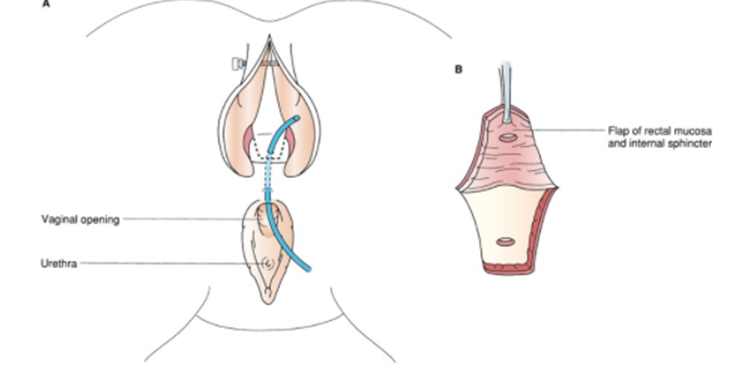 A
B
Flap of rectal mucosa
and internal sphincter
Vaginal opening
Urethra